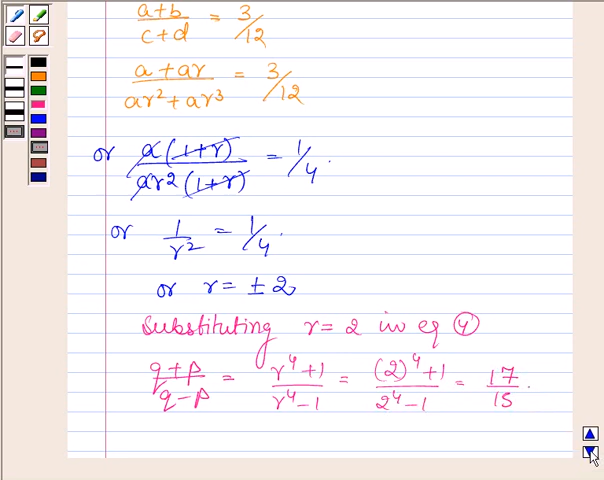 a+b / c+d = 3/12
a+ar / ar²+ar³ = 3/12
or a(1+r) / ar²(1+r) = 1/4.
or 1/r² = 1/4.
or r = ± 2,
Substituting r=2 in eq ④
q+p / q-p = r⁴+1 / r⁴-1 = (2)⁴+1 / 2⁴-1 = 17/15.